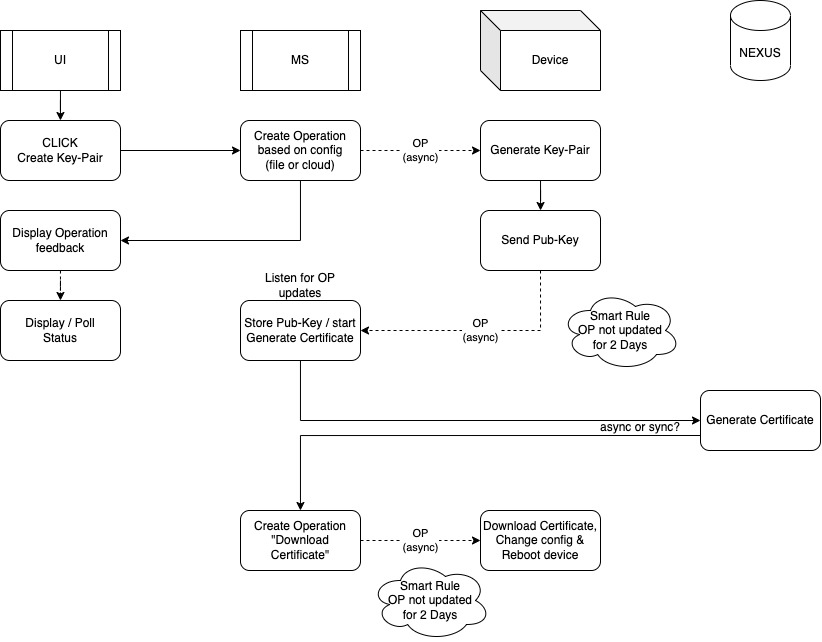 UI
MS
Device
NEXUS
CLICK
Create Key-Pair
Create Operation
based on config
(file or cloud)
OP
(async)
Generate Key-Pair
Display Operation
feedback
Send Pub-Key
Listen for OP
updates
Display / Poll
Status
Store Pub-Key / start
Generate Certificate
OP
(async)
Smart Rule
OP not updated
for 2 Days
Generate Certificate
async or sync?
Create Operation
"Download
Certificate"
OP
(async)
Download Certificate,
Change config &
Reboot device
Smart Rule
OP not updated
for 2 Days